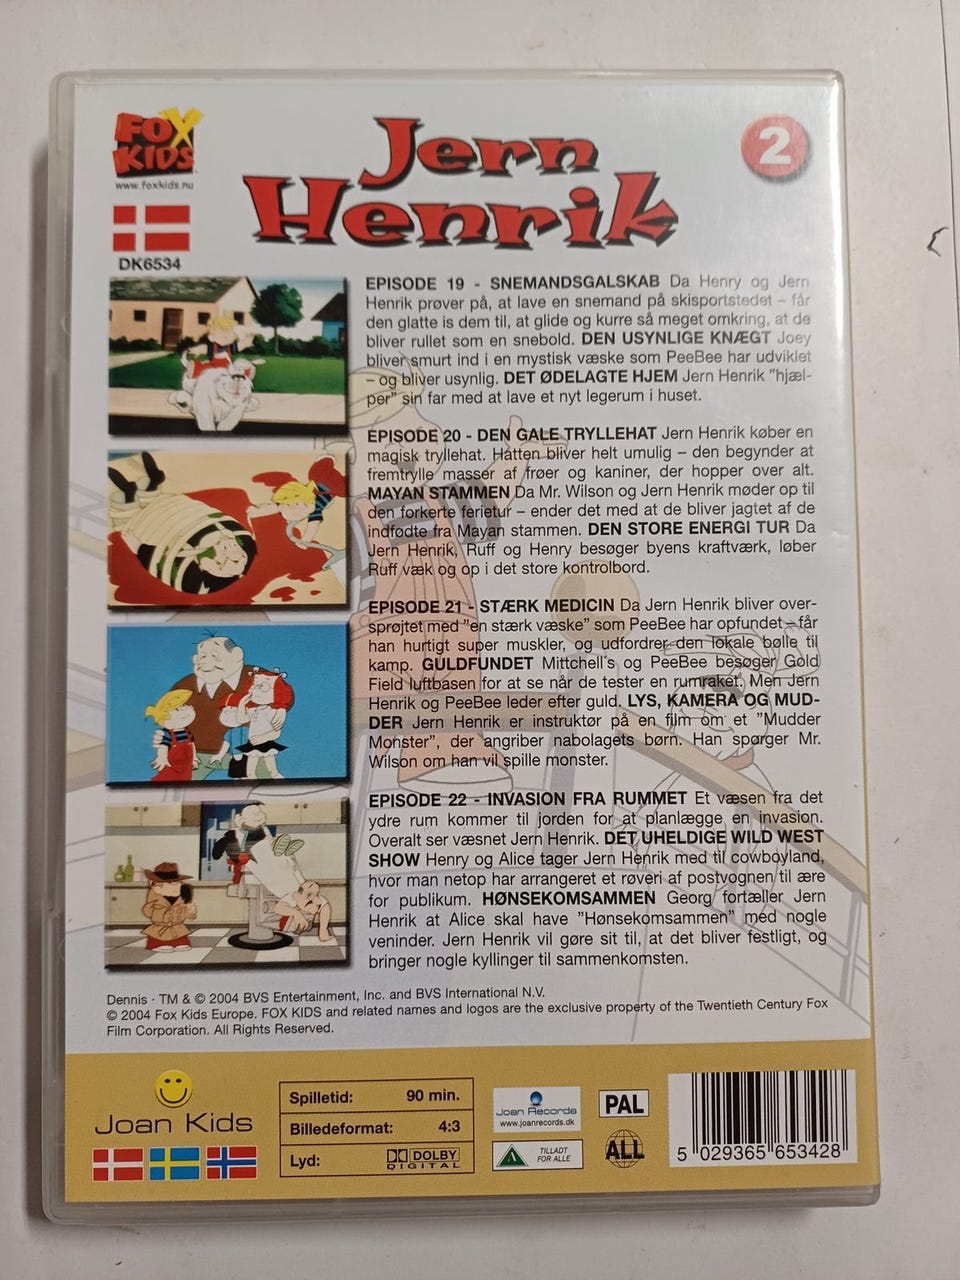 FOX
KIDS
www.foxkids.nu
DK6534
Jern
Henrik
2
EPISODE 19 - SNEMANDSGALSKAB Da Henry og Jern
Henrik prøver på, at lave en snemand på skisportstedet – får
den glatte is dem til, at glide og kurre så meget omkring, at de
bliver rullet som en snebold. DEN USYNLIGE KNÆGT Joey
bliver smurt ind i en mystisk væske som PeeBee har udviklet
– og bliver usynlig. DET ØDELAGTE HJEM Jern Henrik "hjæl-
per" sin far med at lave et nyt legerum i huset.
EPISODE 20 - DEN GALE TRYLLEHAT Jern Henrik køber en
magisk tryllehat. Hatten bliver helt umulig – den begynder at
fremtrylle masser af frøer og kaniner, der hopper over alt.
MAYAN STAMMEN Da Mr. Wilson og Jern Henrik møder op til
den forkerte ferietur – ender det med at de bliver jagtet af de
indfødte fra Mayan stammen. DEN STORE ENERGI TUR Da
Jern Henrik, Ruff og Henry besøger byens kraftværk, løber
Ruff væk og op i det store kontrolbord.
EPISODE 21 - STÆRK MEDICIN Da Jern Henrik bliver over-
sprøjtet med "en stærk væske" som PeeBee har opfundet – får
han hurtigt super muskler, og udfordrer den lokale bølle til
kamp. GULDFUNDET Mittchell´s og PeeBee besøger Gold
Field luftbasen for at se når de tester en rumraket. Men Jern
Henrik og PeeBee leder efter guld. LYS, KAMERA OG MUD-
DER Jern Henrik er instruktør på en film om et "Mudder
Monster", der angriber nabolagets børn. Han spørger Mr.
Wilson om han vil spille monster.
EPISODE 22 - INVASION FRA RUMMET Et væsen fra det
ydre rum kommer til jorden for at planlægge en invasion.
Overalt ser væsnet Jern Henrik. DET UHELDIGE WILD WEST
SHOW Henry og Alice tager Jern Henrik med til cowboyland,
hvor man netop har arrangeret et røveri af postvognen til ære
for publikum. HØNSEKOMSAMMEN Georg fortæller Jern
Henrik at Alice skal have "Hønsekomsammen" med nogle
veninder. Jern Henrik vil gøre sit til, at det bliver festligt, og
bringer nogle kyllinger til sammenkomsten.
Dennis · TM & © 2004 BVS Entertainment, Inc. and BVS International N.V.
© 2004 Fox Kids Europe. FOX KIDS and related names and logos are the exclusive property of the Twentieth Century Fox
Film Corporation. All Rights Reserved.
Joan Kids
Spilletid: 90 min.
Billedeformat: 4:3
Lyd: DOLBY
DIGITAL
Joan Records
www.joanrecords.dk
TILLADT
FOR ALLE
PAL
ALL
5 029365 653428